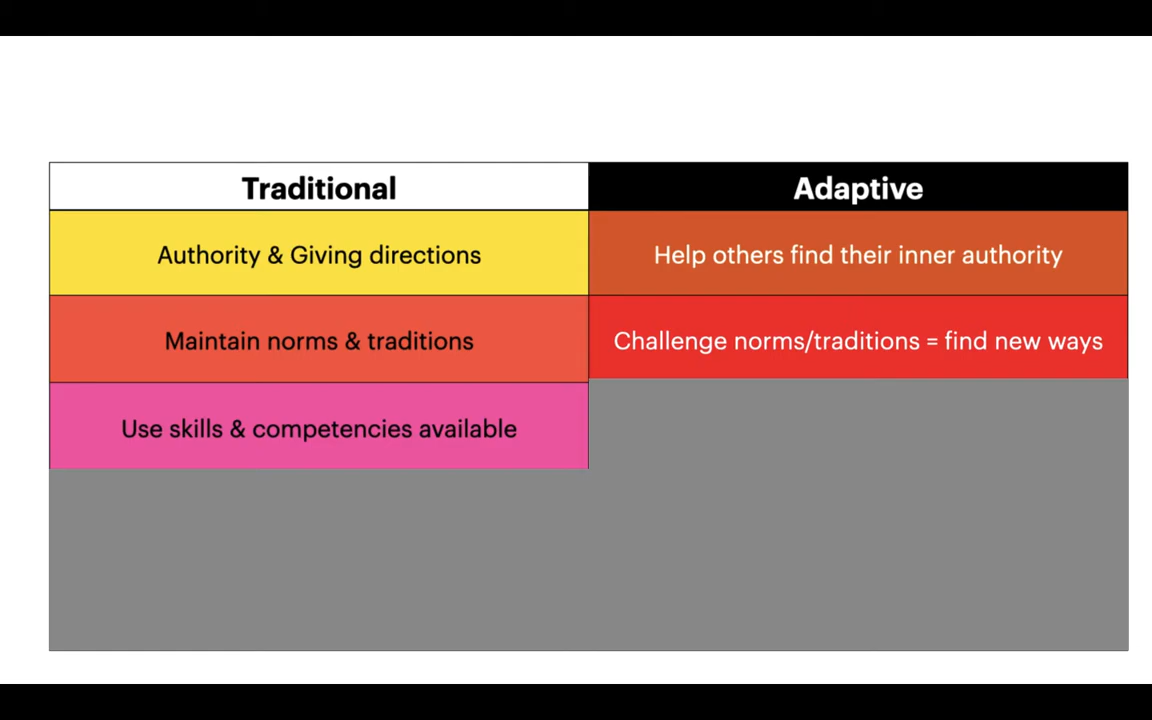 Traditional
Adaptive
Authority & Giving directions
Help others find their inner authority
Maintain norms & traditions
Challenge norms/traditions = find new ways
Use skills & competencies available